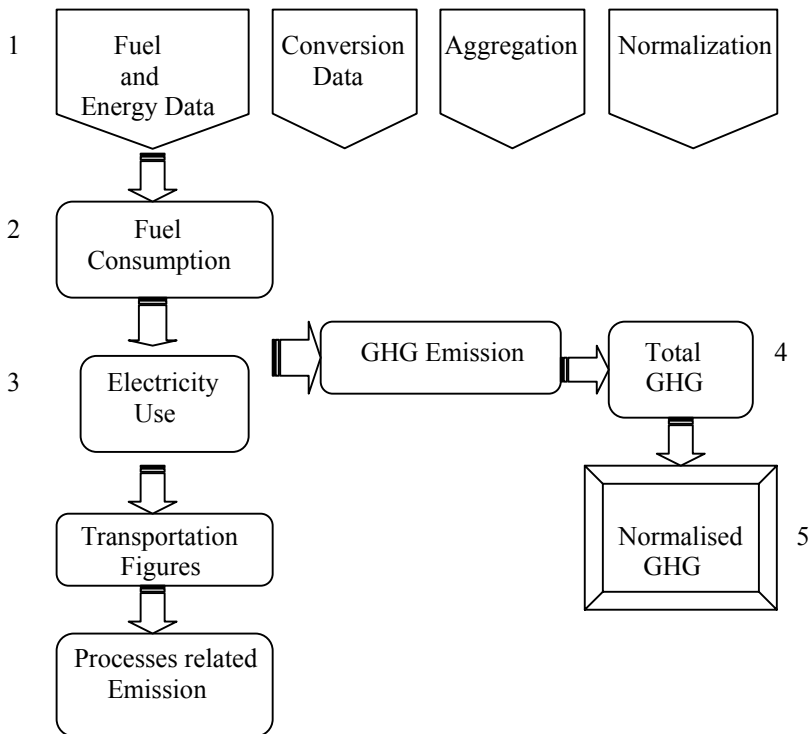 1
Fuel
and
Energy Data
Conversion
Data
Aggregation
Normalization
2
Fuel
Consumption
3
Electricity
Use
GHG Emission
Total
GHG
4
Transportation
Figures
Normalised
GHG
5
Processes related
Emission